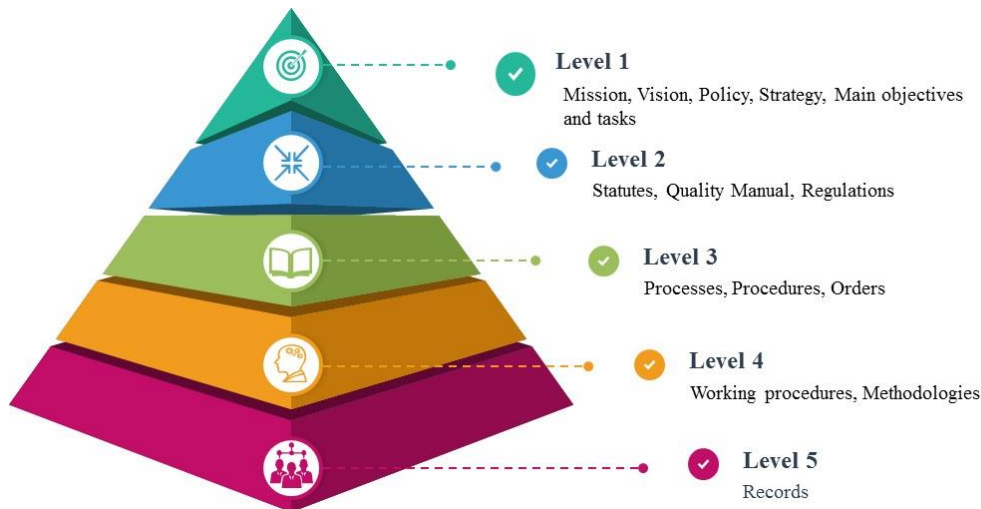 Level 1
Mission, Vision, Policy, Strategy, Main objectives
and tasks
Level 2
Statutes, Quality Manual, Regulations
Level 3
Processes, Procedures, Orders
Level 4
Working procedures, Methodologies
Level 5
Records